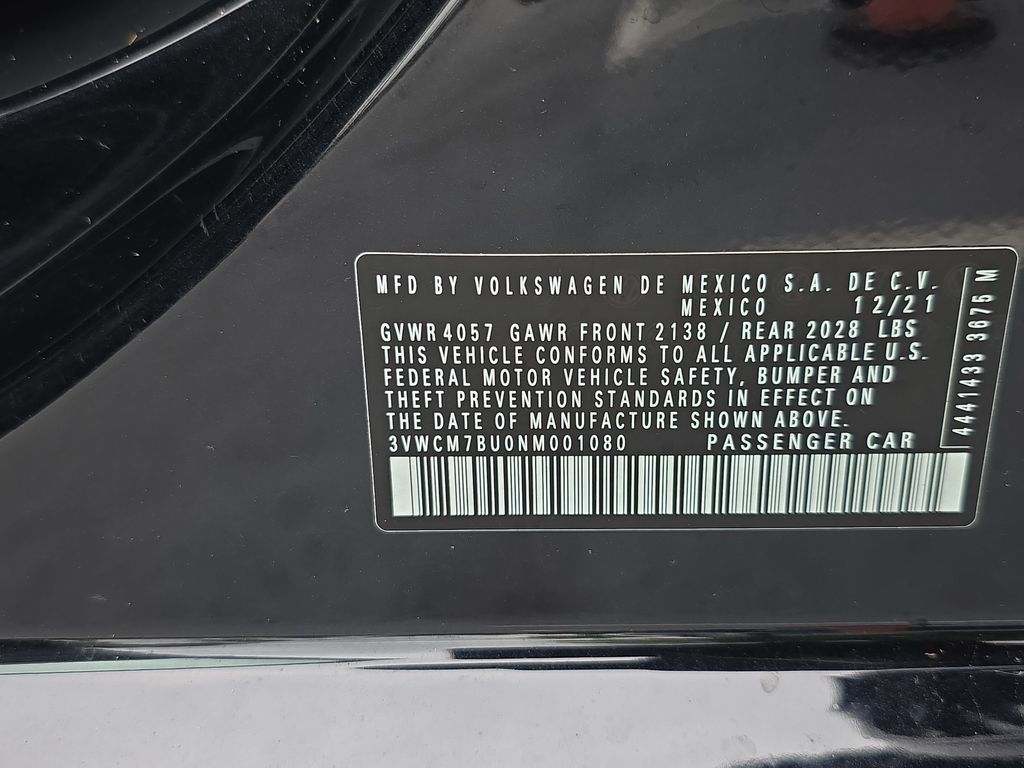 MFD BY VOLKSWAGEN DE MEXICO S.A. DE C.V.
MEXICO 12/21
GVWR 4057 GAWR FRONT 2138 / REAR 2028 LBS
THIS VEHICLE CONFORMS TO ALL APPLICABLE U.S.
FEDERAL MOTOR VEHICLE SAFETY, BUMPER AND
THEFT PREVENTION STANDARDS IN EFFECT ON
THE DATE OF MANUFACTURE SHOWN ABOVE.
3VWCM7BU0NM001080 PASSENGER CAR
4441433 3675 M